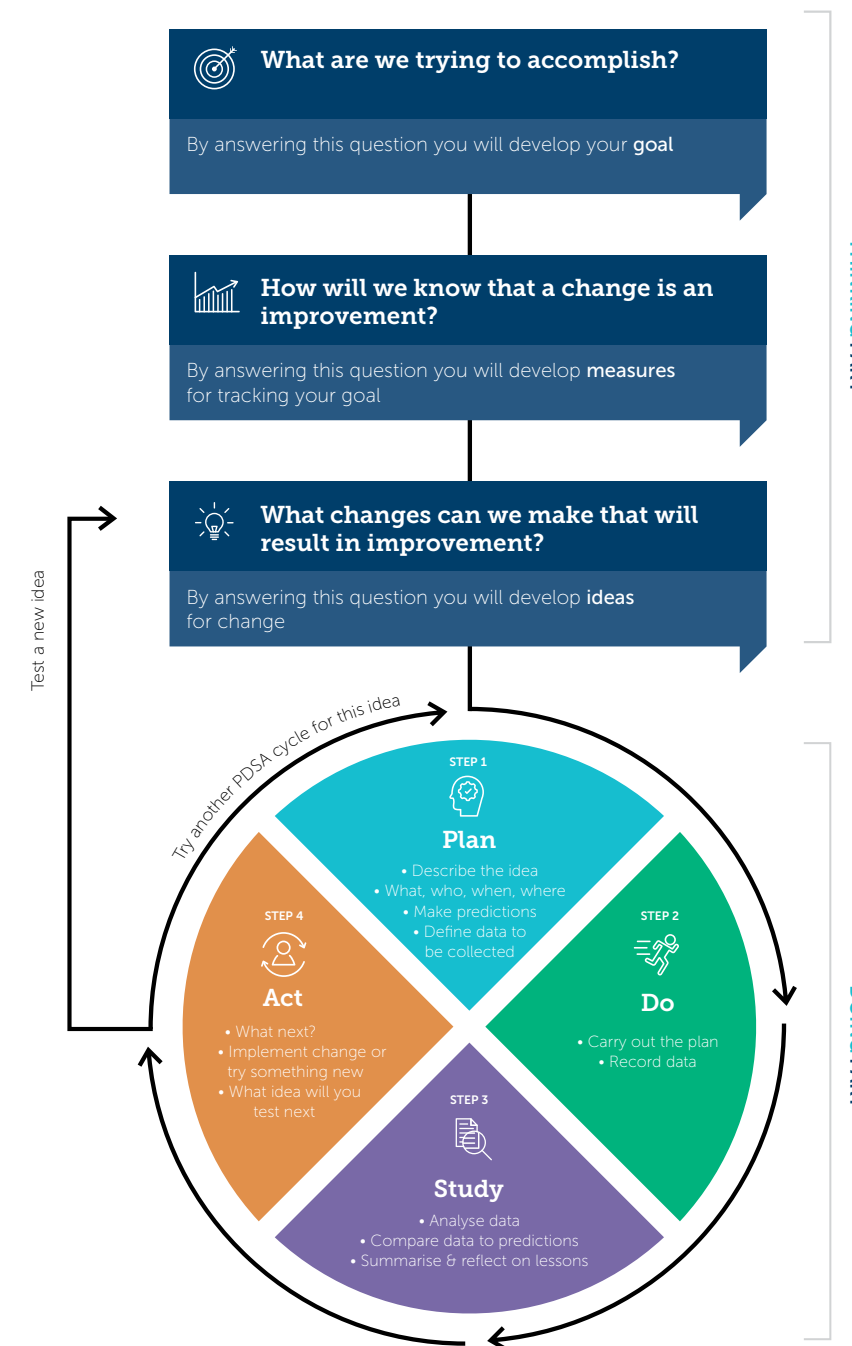 What are we trying to accomplish?
By answering this question you will develop your goal
How will we know that a change is an
improvement?
By answering this question you will develop measures
for tracking your goal
What changes can we make that will
result in improvement?
By answering this question you will develop ideas
for change
Test a new idea
Try another PDSA cycle for this idea
STEP 1
Plan
• Describe the idea
• What, who, when, where
• Make predictions
• Define data to
be collected
STEP 2
Do
• Carry out the plan
• Record data
STEP 3
Study
• Analyse data
• Compare data to predictions
• Summarise & reflect on lessons
STEP 4
Act
• What next?
• Implement change or
try something new
• What idea will you
test next